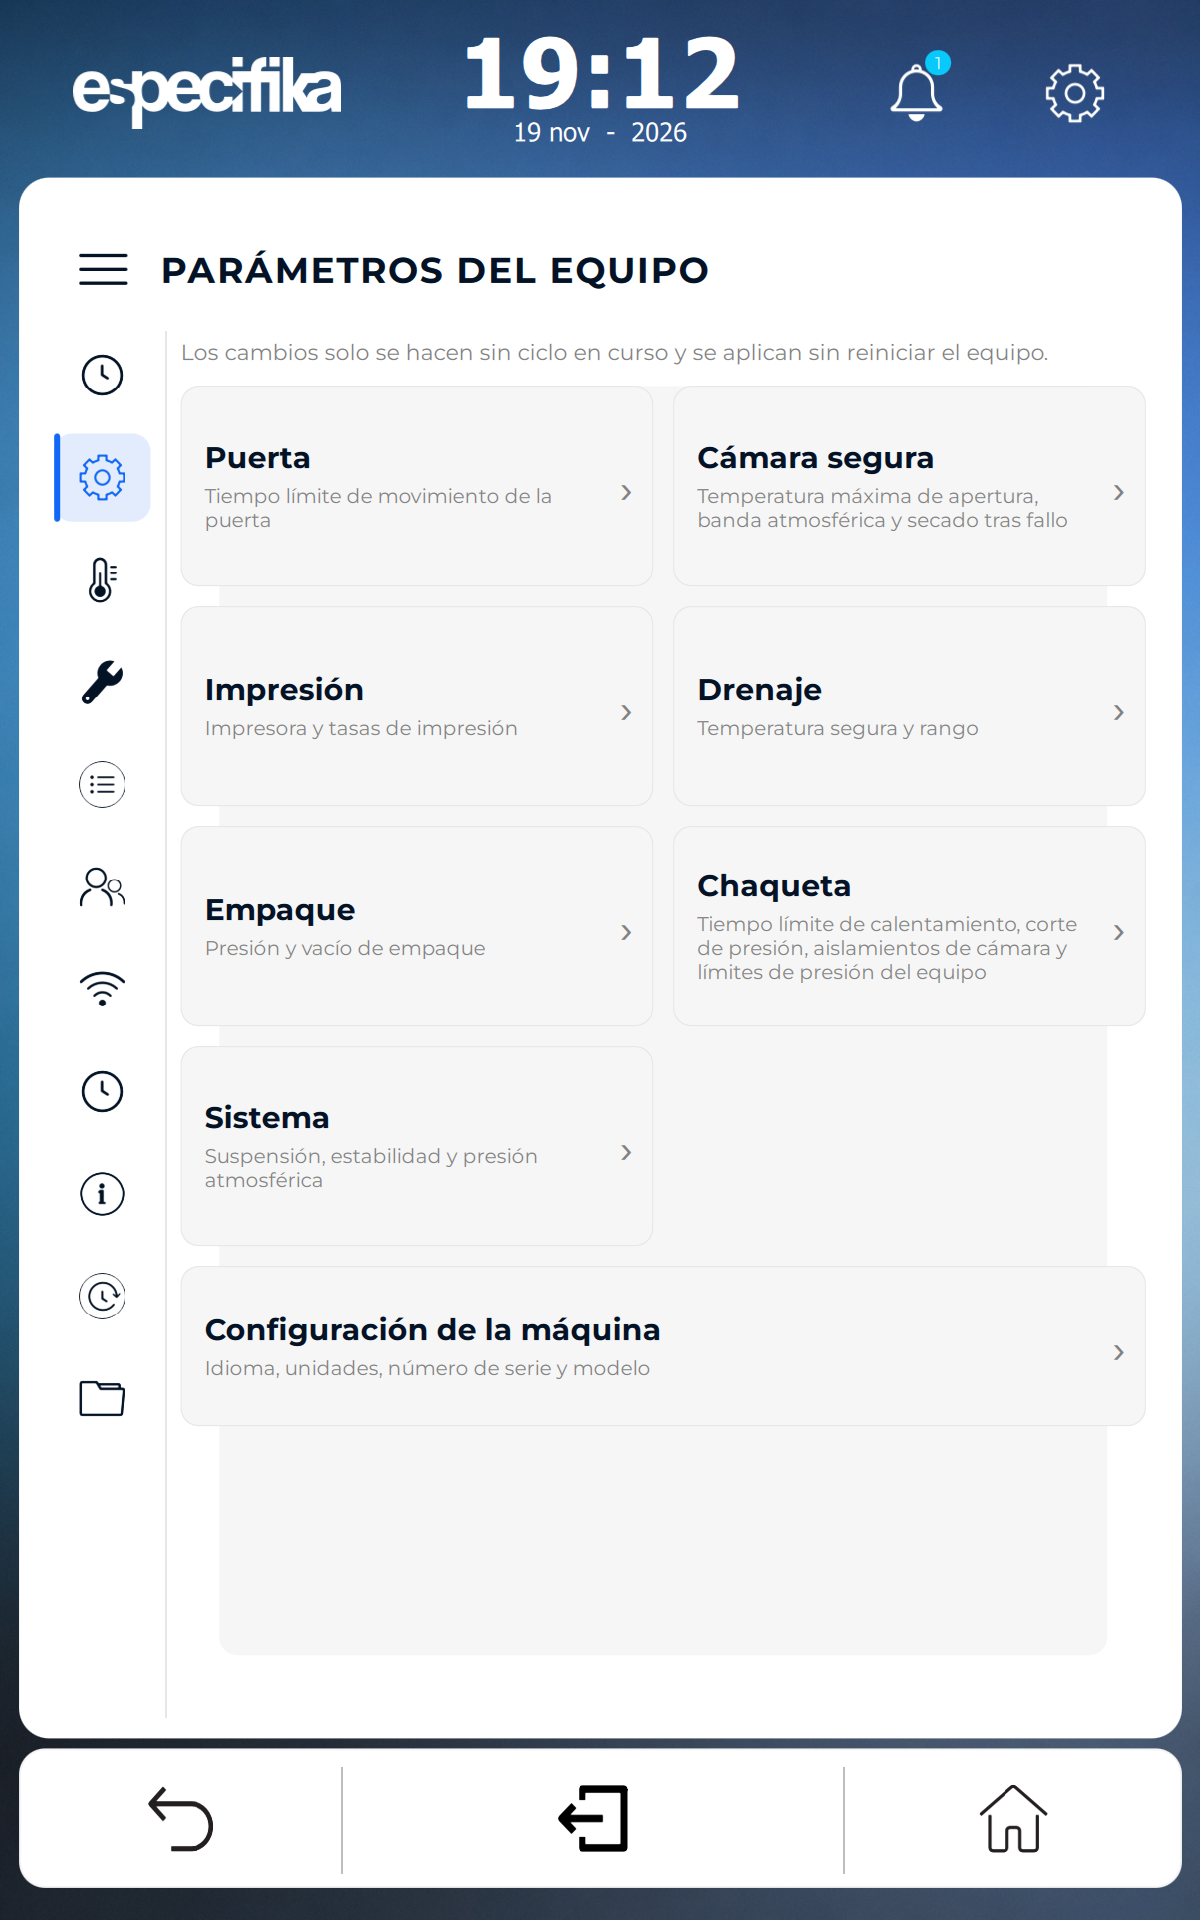 especifika
19:12
19 nov - 2026
1
PARÁMETROS DEL EQUIPO
Los cambios solo se hacen sin ciclo en curso y se aplican sin reiniciar el equipo.
Puerta
Tiempo límite de movimiento de la
puerta
Cámara segura
Temperatura máxima de apertura,
banda atmosférica y secado tras fallo
Impresión
Impresora y tasas de impresión
Drenaje
Temperatura segura y rango
Empaque
Presión y vacío de empaque
Chaqueta
Tiempo límite de calentamiento, corte
de presión, aislamientos de cámara y
límites de presión del equipo
Sistema
Suspensión, estabilidad y presión
atmosférica
Configuración de la máquina
Idioma, unidades, número de serie y modelo